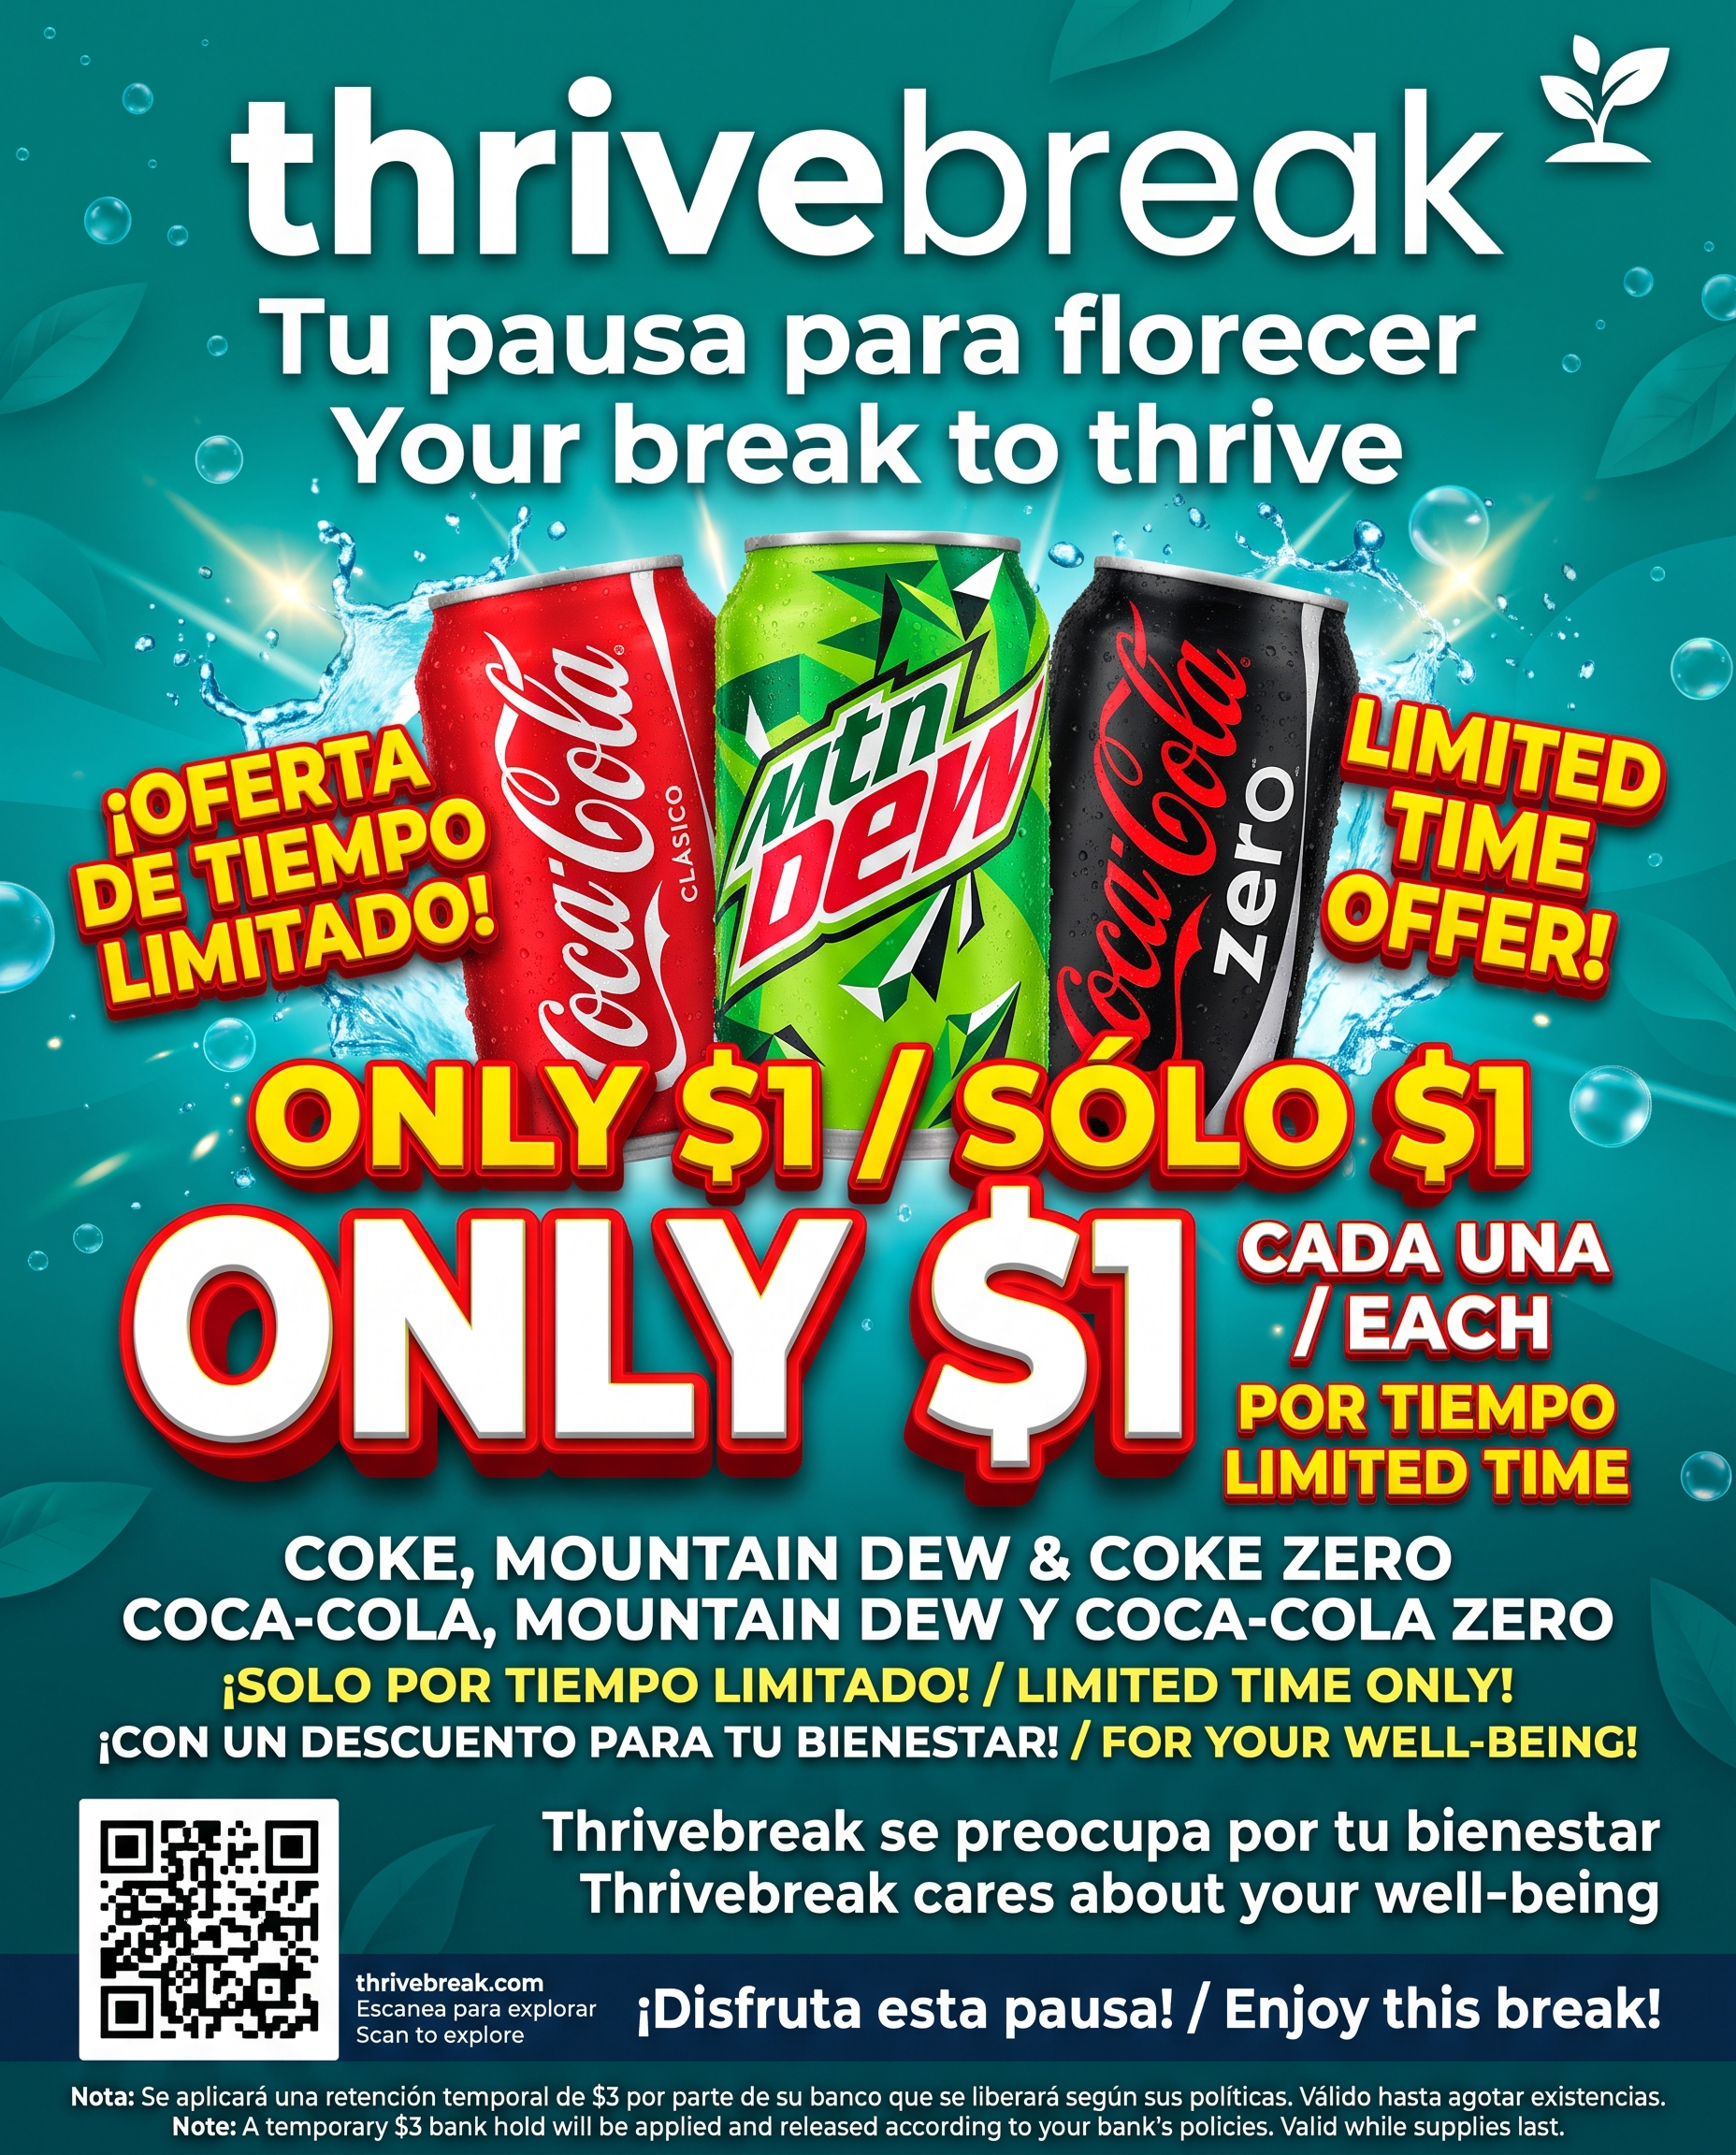 thrivebreak
Tu pausa para florecer
Your break to thrive
¡OFERTA
DE TIEMPO
LIMITADO!
Coca-Cola
CLÁSICO
Mtn
Dew
Coca-Cola
zero
LIMITED
TIME
OFFER!
ONLY $1 / SÓLO $1
ONLY $1
CADA UNA
/ EACH
POR TIEMPO
LIMITED TIME
COKE, MOUNTAIN DEW & COKE ZERO
COCA-COLA, MOUNTAIN DEW Y COCA-COLA ZERO
¡SOLO POR TIEMPO LIMITADO! / LIMITED TIME ONLY!
¡CON UN DESCUENTO PARA TU BIENESTAR! / FOR YOUR WELL-BEING!
Thrivebreak se preocupa por tu bienestar
Thrivebreak cares about your well-being
thrivebreak.com
Escanea para explorar
Scan to explore
¡Disfruta esta pausa! / Enjoy this break!
Nota: Se aplicará una retención temporal de $3 por parte de su banco que se liberará según sus políticas. Válido hasta agotar existencias.
Note: A temporary $3 bank hold will be applied and released according to your bank's policies. Valid while supplies last.